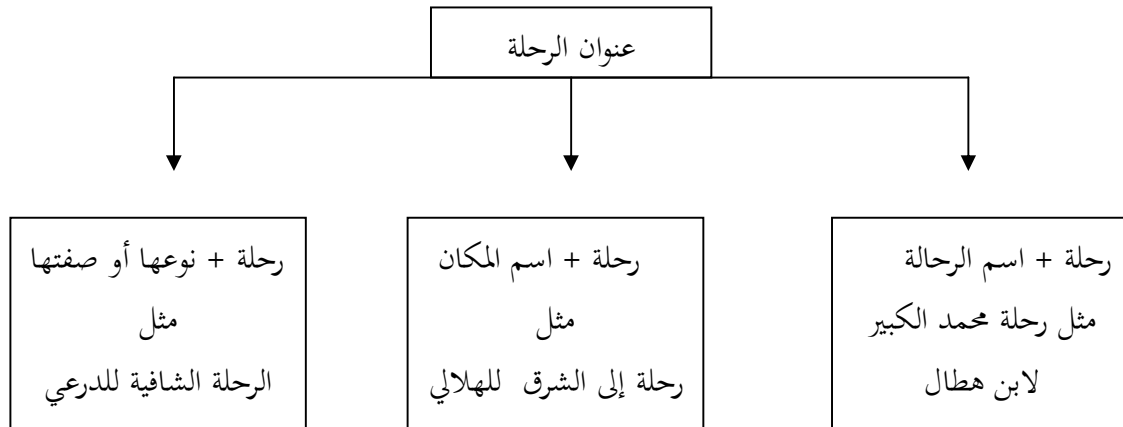 عنوان الرحلة
رحلة + اسم الرحالة
مثل رحلة محمد الكبير
لابن هطال
رحلة + اسم المكان
مثل
رحلة إلى الشرق للهلالي
رحلة + نوعها أو صفتها
مثل
الرحلة الشافية للدرعي